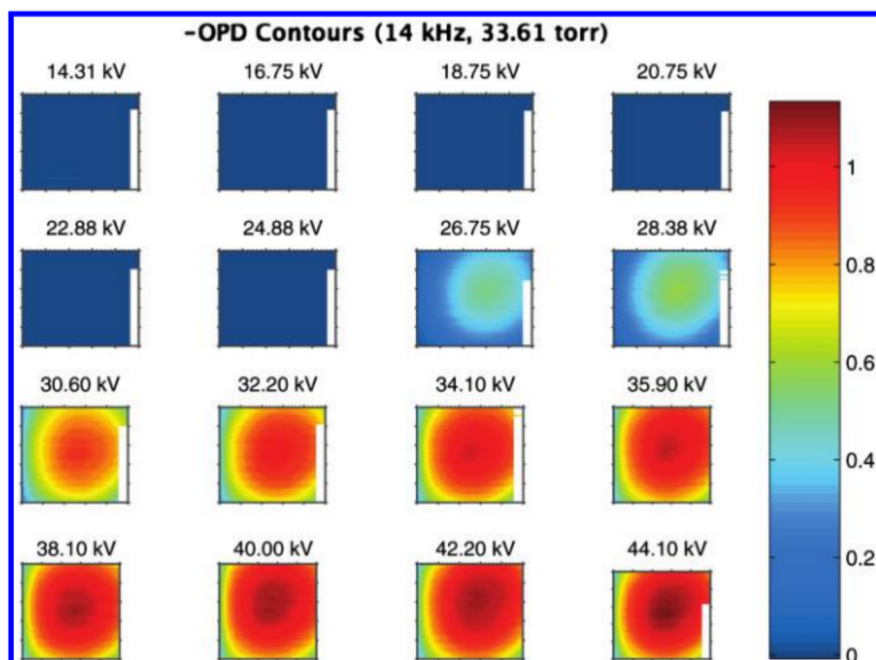 -OPD Contours (14 kHz, 33.61 torr)
14.31 kV 16.75 kV 18.75 kV 20.75 kV
1
22.88 kV 24.88 kV 26.75 kV 28.38 kV
0.8
0.6
30.60 kV 32.20 kV 34.10 kV 35.90 kV
0.4
38.10 kV 40.00 kV 42.20 kV 44.10 kV
0.2
0